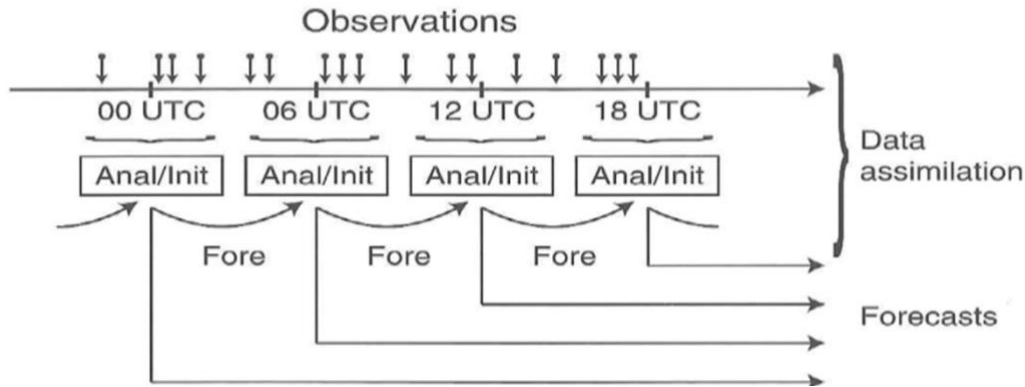 Observations
00 UTC
06 UTC
12 UTC
18 UTC
Data
assimilation
Anal/Init
Anal/Init
Anal/Init
Anal/Init
Fore
Fore
Fore
Forecasts